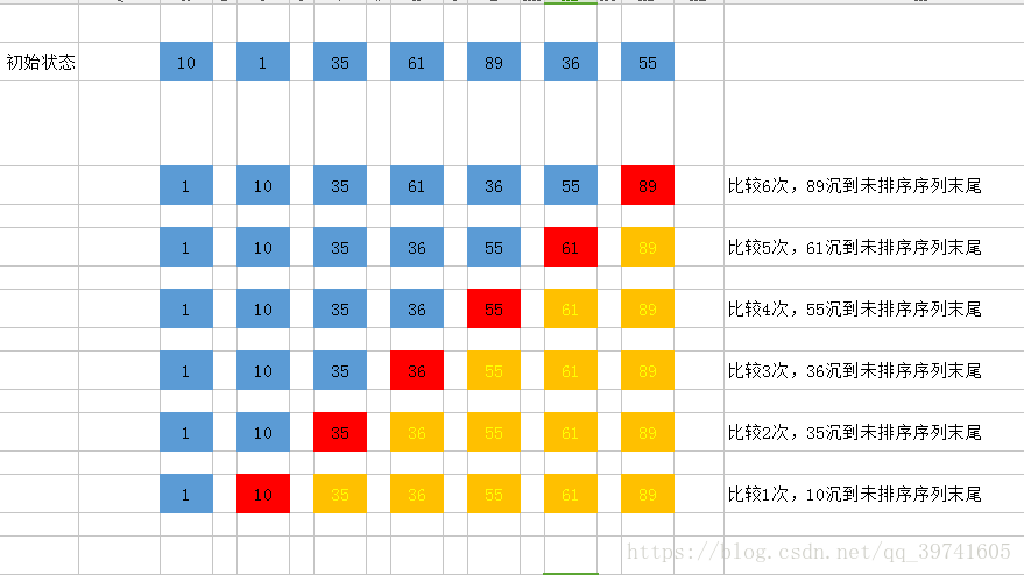 初始状态 10 1 35 61 89 36 55
1 10 35 61 36 55 89 比较6次，89沉到未排序序列末尾
1 10 35 36 55 61 89 比较5次，61沉到未排序序列末尾
1 10 35 36 55 61 89 比较4次，55沉到未排序序列末尾
1 10 35 36 55 61 89 比较3次，36沉到未排序序列末尾
1 10 35 36 55 61 89 比较2次，35沉到未排序序列末尾
1 10 35 36 55 61 89 比较1次，10沉到未排序序列末尾
https://blog.csdn.net/qq_39741605